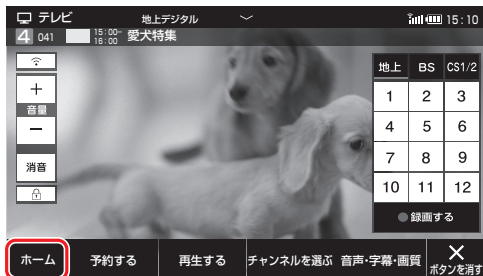 テレビ 地上デジタル 15:10
4 041 15:00- 16:00 愛犬特集
+
音量
−
消音
地上 BS CS1/2
1 2 3
4 5 6
7 8 9
10 11 12
録画する
ホーム 予約する 再生する チャンネルを選ぶ 音声・字幕・画質 ボタンを消す